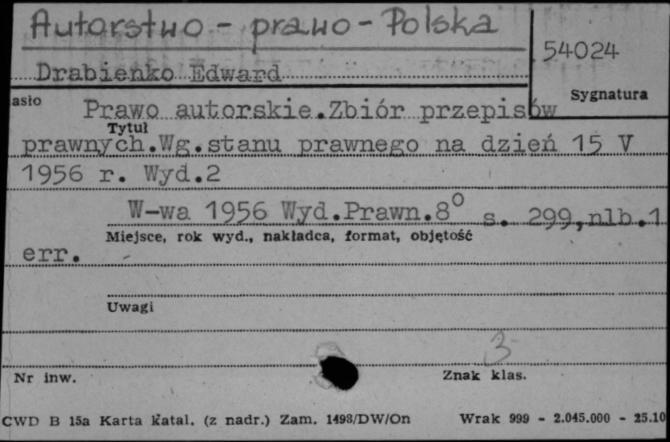 Autorstwo - prawo - Polska
54024
Drabienko Edward
asło
Sygnatura
Prawo autorskie.Zbiór przepisów
Tytuł
prawnych.Wg.stanu prawnego na dzień 15 V
1956 r. Wyd.2
W-wa 1956 Wyd.Prawn.8° s. 299,nlb.1
Miejsce, rok wyd., nakładca, format, objętość
err.
Uwagi
3
Nr inw.
Znak klas.
CWD B 15a Karta katal. (z nadr.) Zam. 1498/DW/On
Wrak 999 - 2.045.000 - 25.10